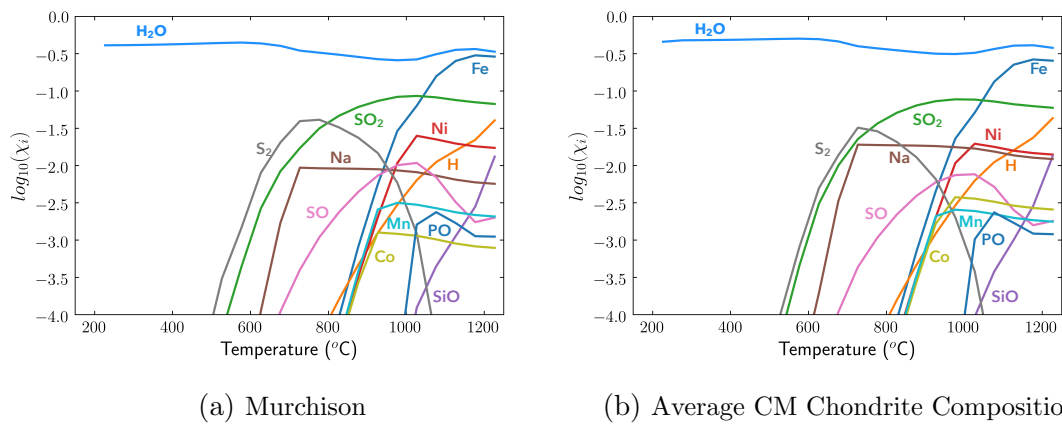 H₂O
Fe
SO₂
S₂
Ni
Na
H
SO
Mn
PO
Co
SiO
0.0
−0.5
−1.0
−1.5
−2.0
−2.5
−3.0
−3.5
−4.0
log₁₀(χᵢ)
200 400 600 800 1000 1200
Temperature (°C)
(a) Murchison
H₂O
Fe
SO₂
S₂
Ni
Na
H
SO
Mn
PO
Co
SiO
0.0
−0.5
−1.0
−1.5
−2.0
−2.5
−3.0
−3.5
−4.0
log₁₀(χᵢ)
200 400 600 800 1000 1200
Temperature (°C)
(b) Average CM Chondrite Compositio